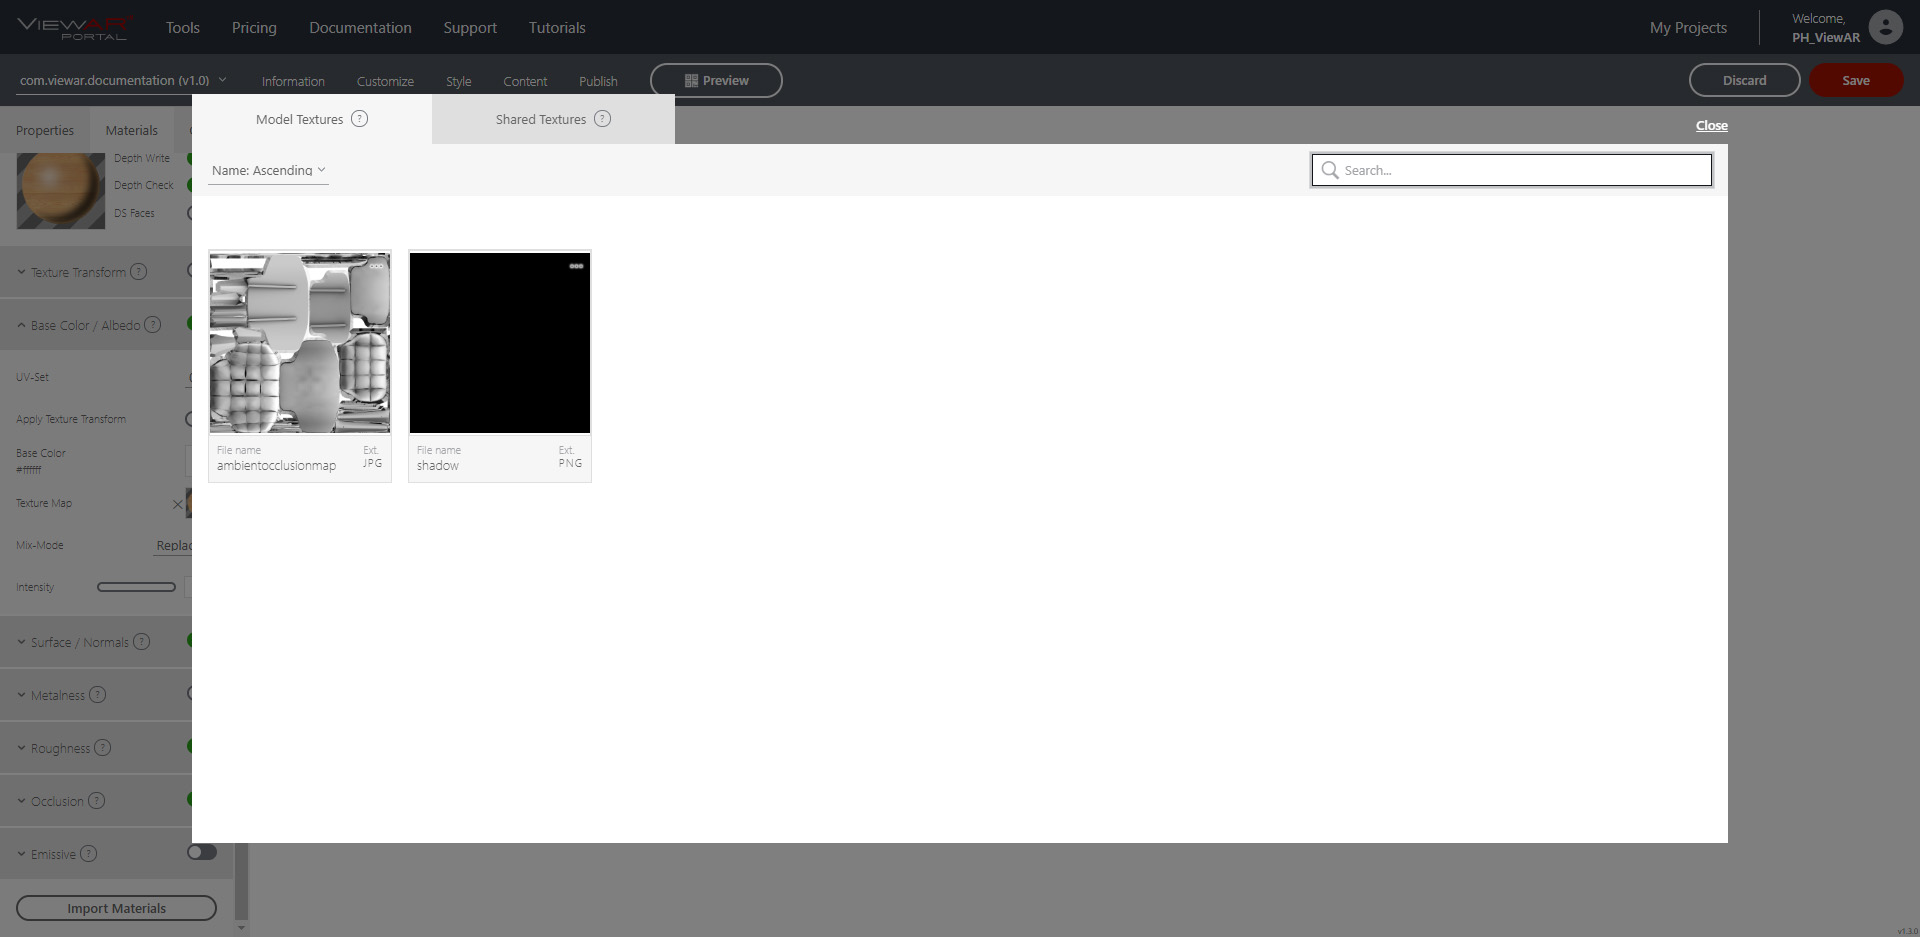 VIEWAR
PORTAL
Tools
Pricing
Documentation
Support
Tutorials
My Projects
Welcome,
PH_ViewAR
com.viewar.documentation (v1.0)
Information
Customize
Style
Content
Publish
Preview
Discard
Save
Properties
Materials
Model Textures ?
Shared Textures ?
Close
Name: Ascending
Search...
Depth Write
Depth Check
DS Faces
Texture Transform ?
Base Color / Albedo ?
UV-Set
Apply Texture Transform
Base Color
#ffffff
Texture Map
Mix-Mode
Replac
Intensity
Surface / Normals ?
Metalness ?
Roughness ?
Occlusion ?
Emissive ?
Import Materials
File name
Ext.
ambientocclusionmap
JPG
File name
Ext.
shadow
PNG
v1.3.0